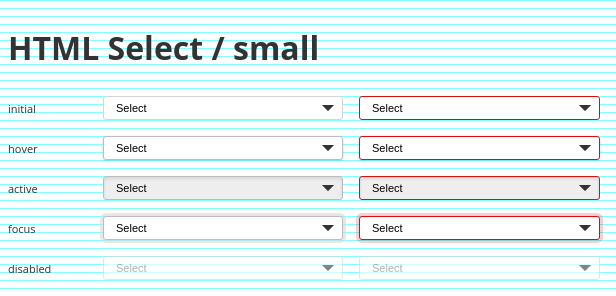 HTML Select / small
initial Select Select
hover Select Select
active Select Select
focus Select Select
disabled Select Select